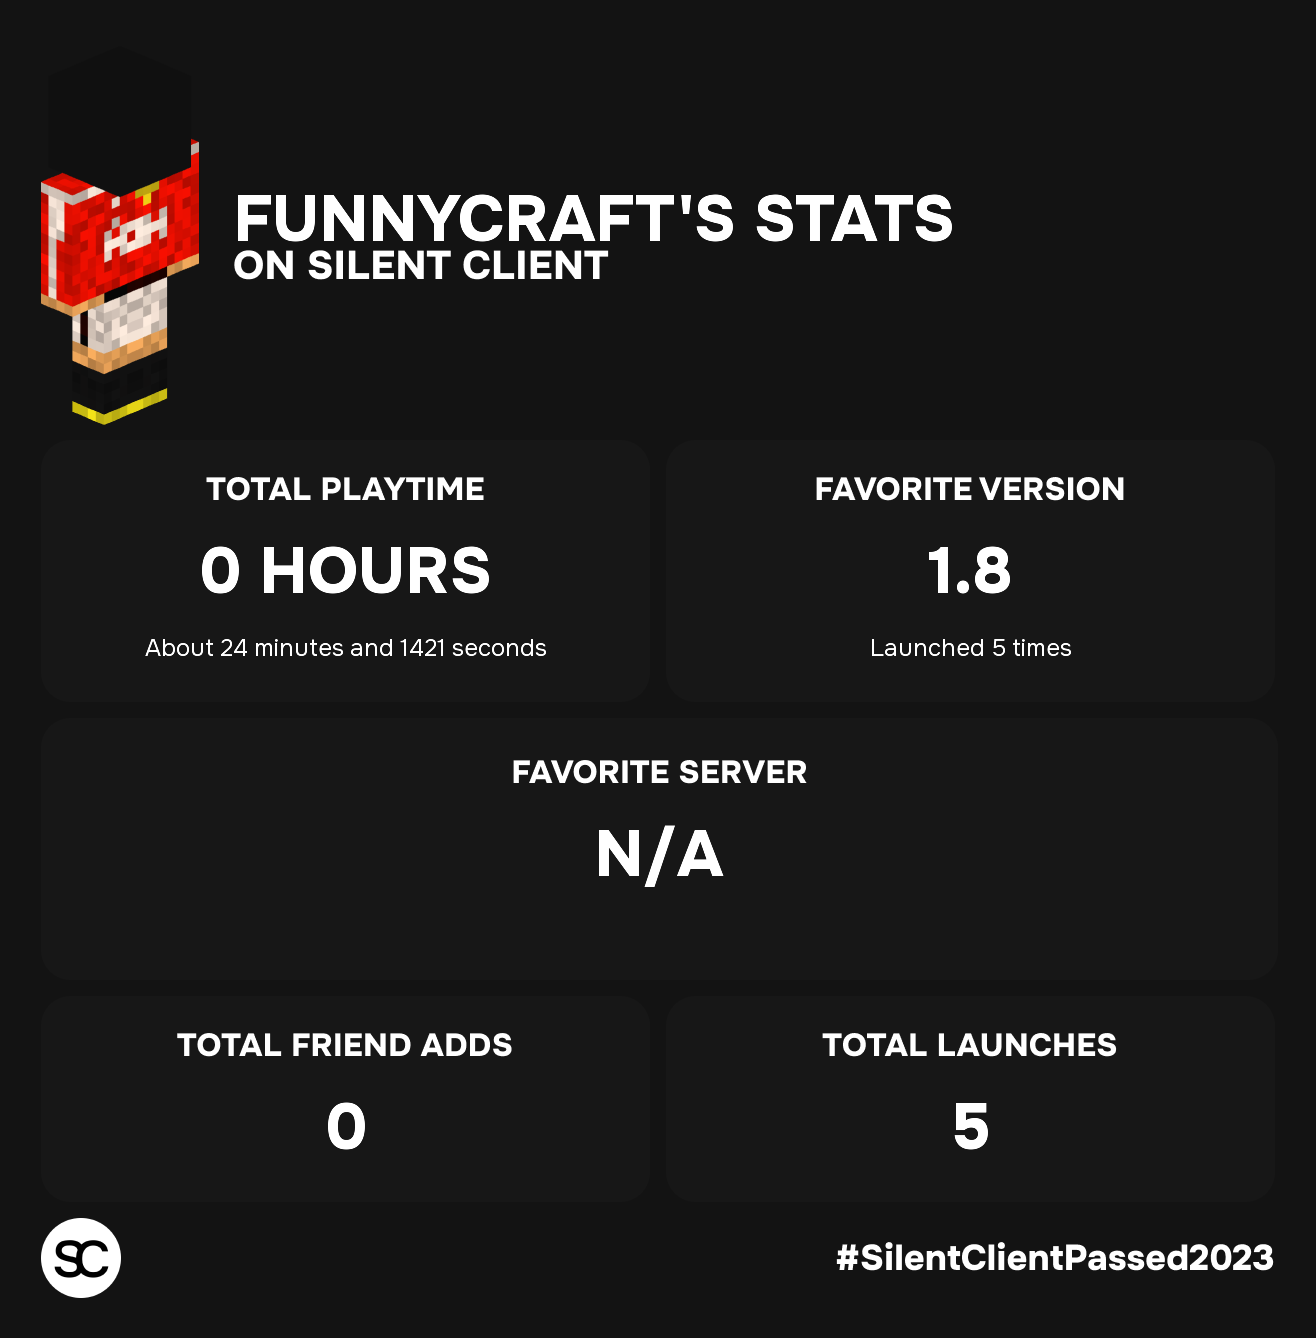 FUNNYCRAFT'S STATS
ON SILENT CLIENT
TOTAL PLAYTIME
0 HOURS
About 24 minutes and 1421 seconds
FAVORITE VERSION
1.8
Launched 5 times
FAVORITE SERVER
N/A
TOTAL FRIEND ADDS
0
TOTAL LAUNCHES
5
SC
#SilentClientPassed2023